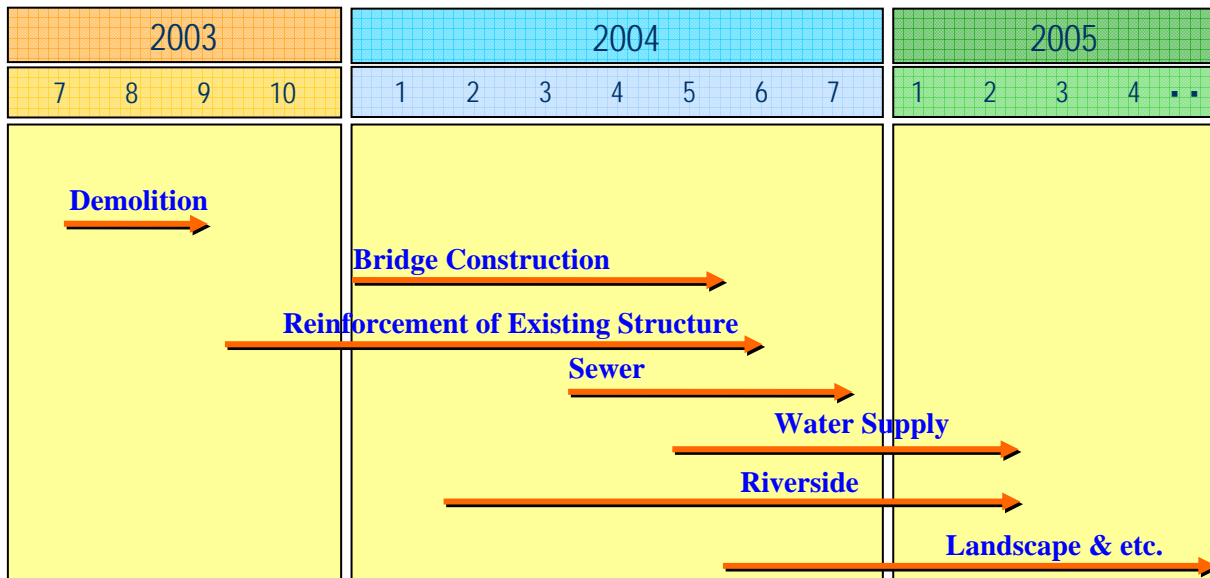 2003 2004 2005
7 8 9 10 1 2 3 4 5 6 7 1 2 3 4 ..
Demolition
Bridge Construction
Reinforcement of Existing Structure
Sewer
Water Supply
Riverside
Landscape & etc.